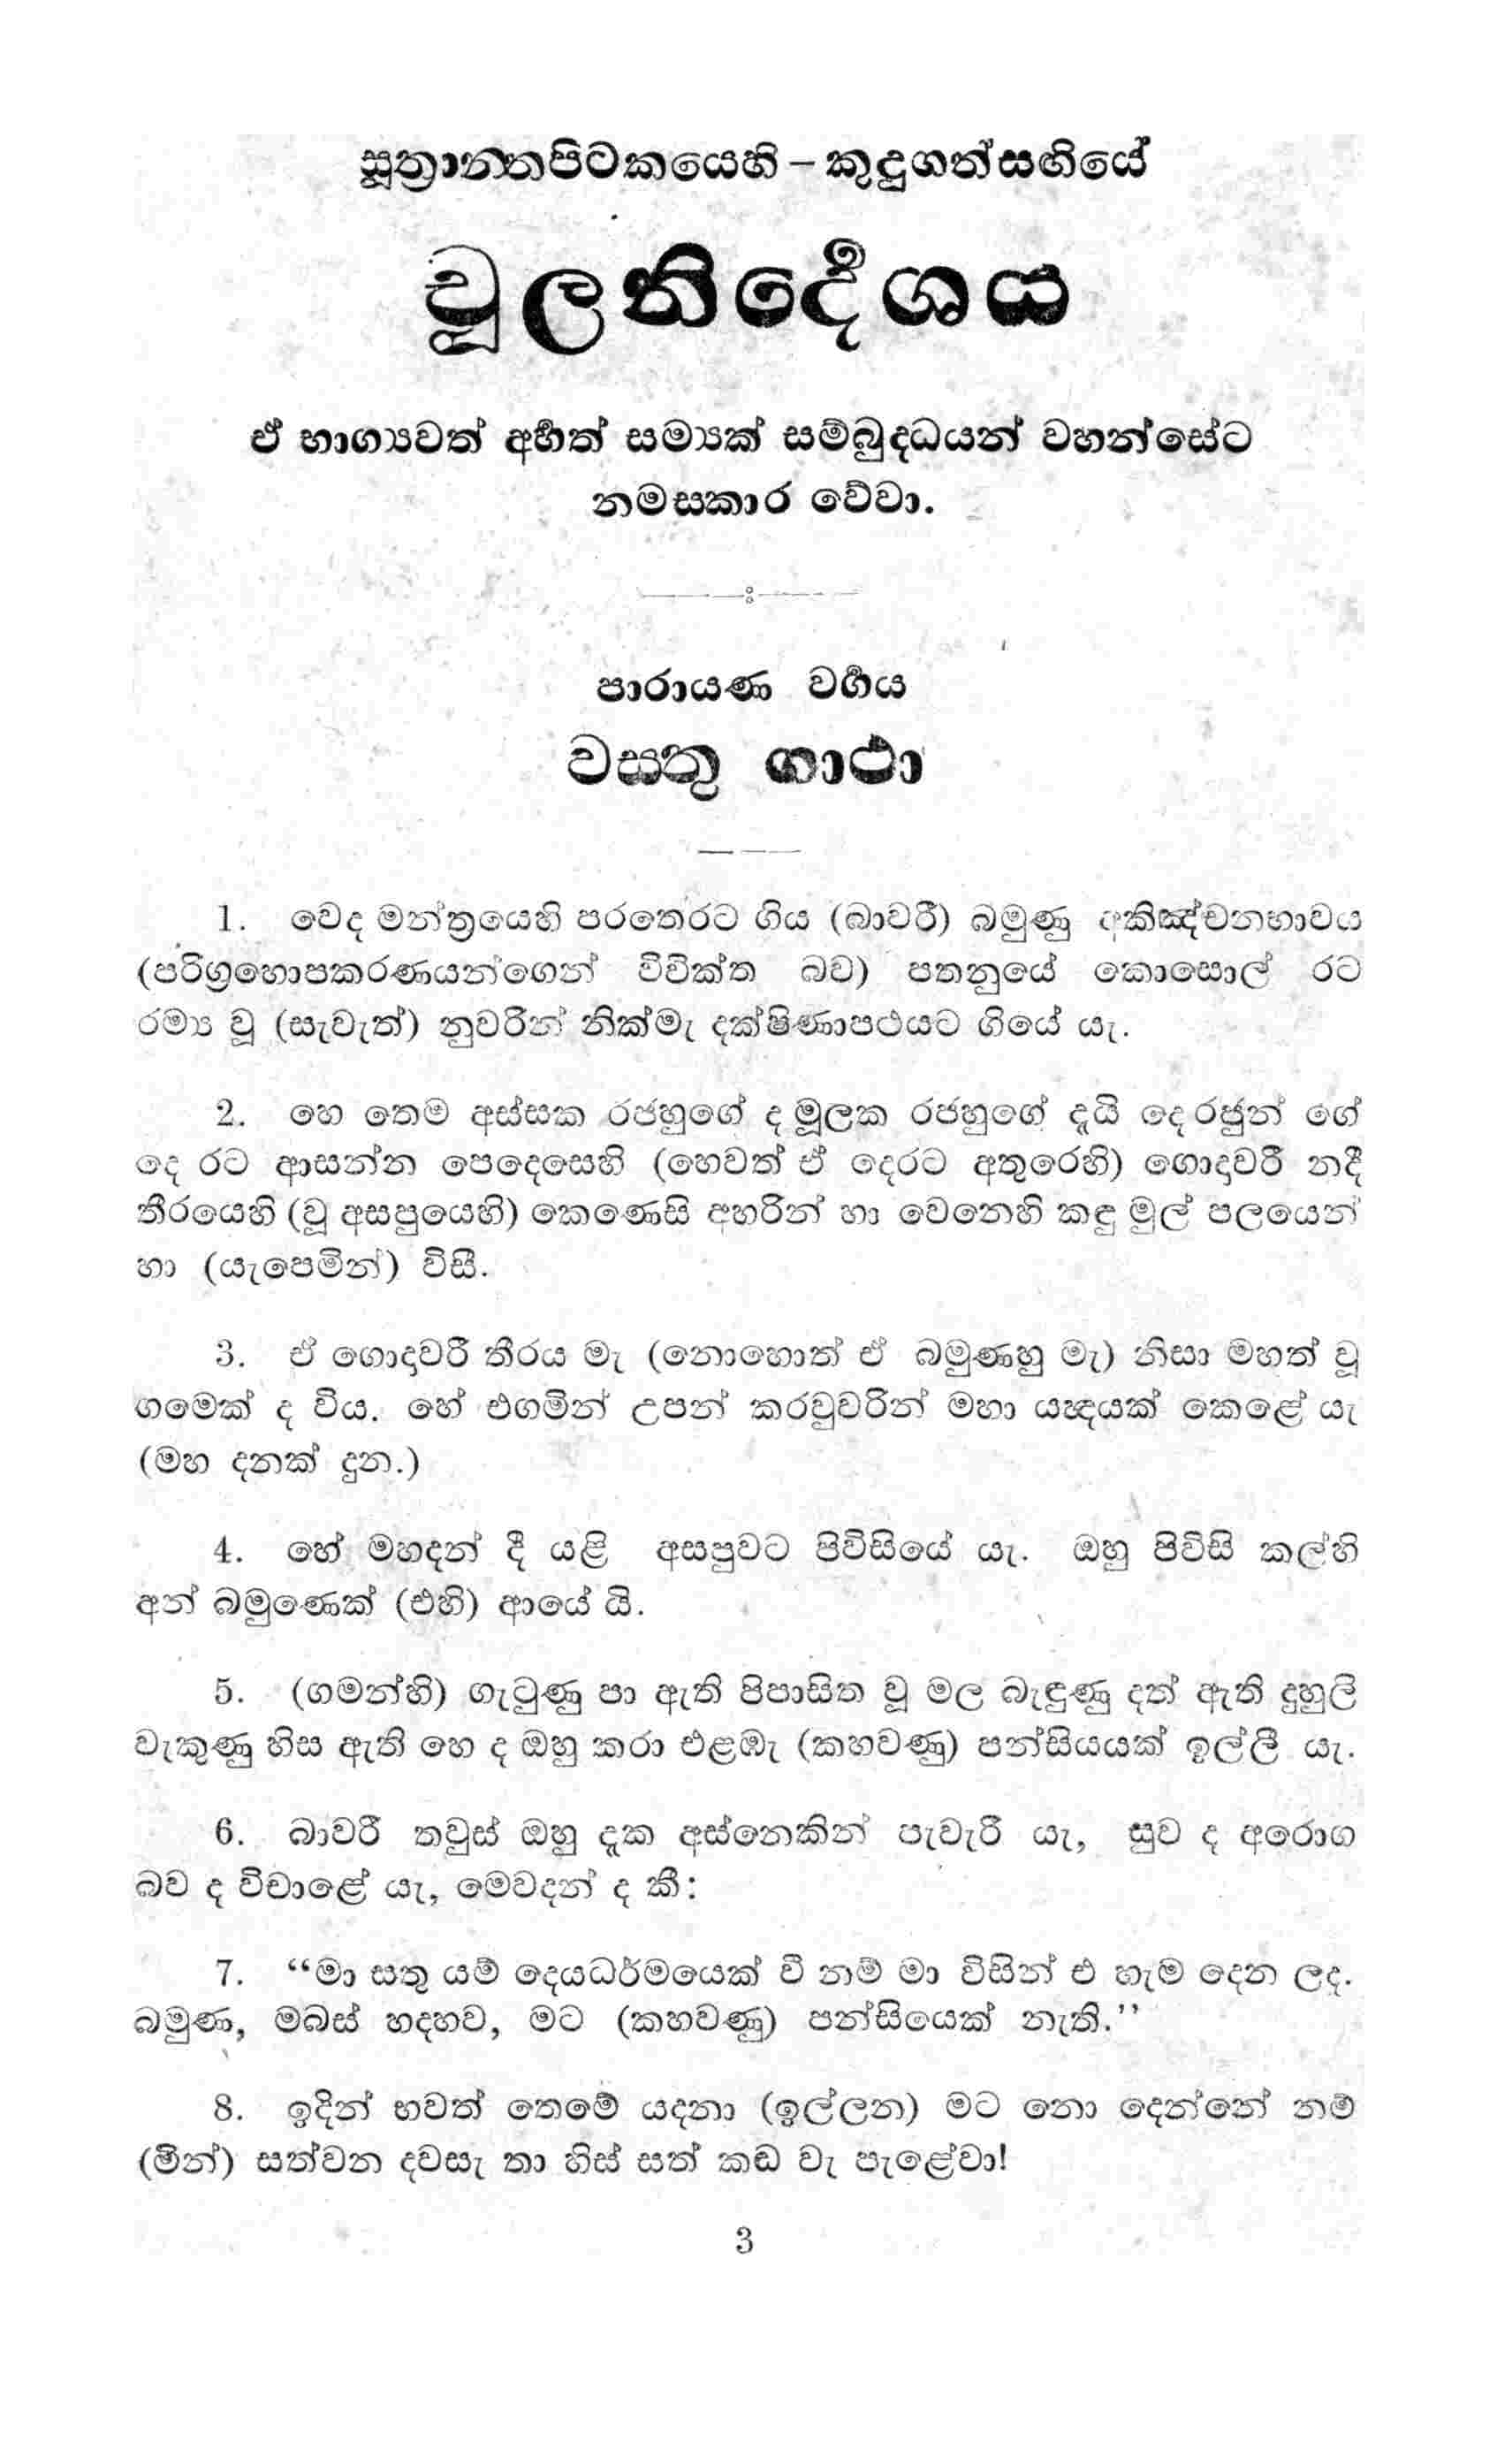 සූත්‍රාන්තපිටකයෙහි – කුදුගත්සඟියේ
චූලනිර්දේශය
ඒ භාග්‍යවත් අර්හත් සම්‍යක් සම්බුද්ධයන් වහන්සේට
නමස්කාර වේවා.
පාරායණ වර්ගය
වස්තු ගාථා
1. වෙද මන්ත්‍රයෙහි පරතෙරට ගිය (බාවරී) බමුණු අකිඤ්චනභාවය
(පරිග්‍රහොපකරණයන්ගෙන් විවික්ත බව) පතනුයේ කොසොල් රට
රම්‍ය වූ (සැවැත්) නුවරින් නික්මැ දක්ෂිණාපථයට ගියේ යැ.
2. හෙ තෙම අස්සක රජහුගේ ද මූලක රජහුගේ දැයි දෙ රජුන් ගේ
දෙ රට ආසන්න පෙදෙසෙහි (හෙවත් ඒ දෙරට අතුරෙහි) ගොදාවරී නදී
තීරයෙහි (වූ අසපුයෙහි) කෙණෙසි අහරින් හා වෙනෙහි කඳු මුල් පලයෙන්
හා (යැපෙමින්) විසී.
3. ඒ ගොදාවරී තීරය මැ (නොහොත් ඒ බමුණහු මැ) නිසා මහත් වූ
ගමෙක් ද විය. හේ එගමින් උපන් කරවුවරින් මහා යඥයක් කෙළේ යැ
(මහ දනක් දුන.)
4. හේ මහදන් දී යළි අසපුවට පිවිසියේ යැ. ඔහු පිවිසි කල්හි
අන් බමුණෙක් (එහි) ආයේ යි.
5. (ගමන්හි) ගැටුණු පා ඇති පිපාසිත වූ මල බැඳුණු දත් ඇති දුහුලි
වැකුණු හිස ඇති හෙ ද ඔහු කරා එළඹැ (කහවණු) පන්සියයක් ඉල්ලී යැ.
6. බාවරී තවුස් ඔහු දැක අස්නෙකින් පැවැරී යැ, සුව ද අරොග
බව ද විචාළේ යැ, මෙවදන් ද කී:
7. “මා සතු යම් දෙයධර්මයෙක් වී නම් මා විසින් එ හැම දෙන ලද.
බමුණ, මබස් හදහව, මට (කහවණු) පන්සියෙක් නැති.”
8. ඉදින් භවත් තෙමේ යදනා (ඉල්ලන) මට නො දෙන්නේ නම්
(මින්) සත්වන දවසැ තා හිස් සත් කඩ වැ පැළේවා!
3